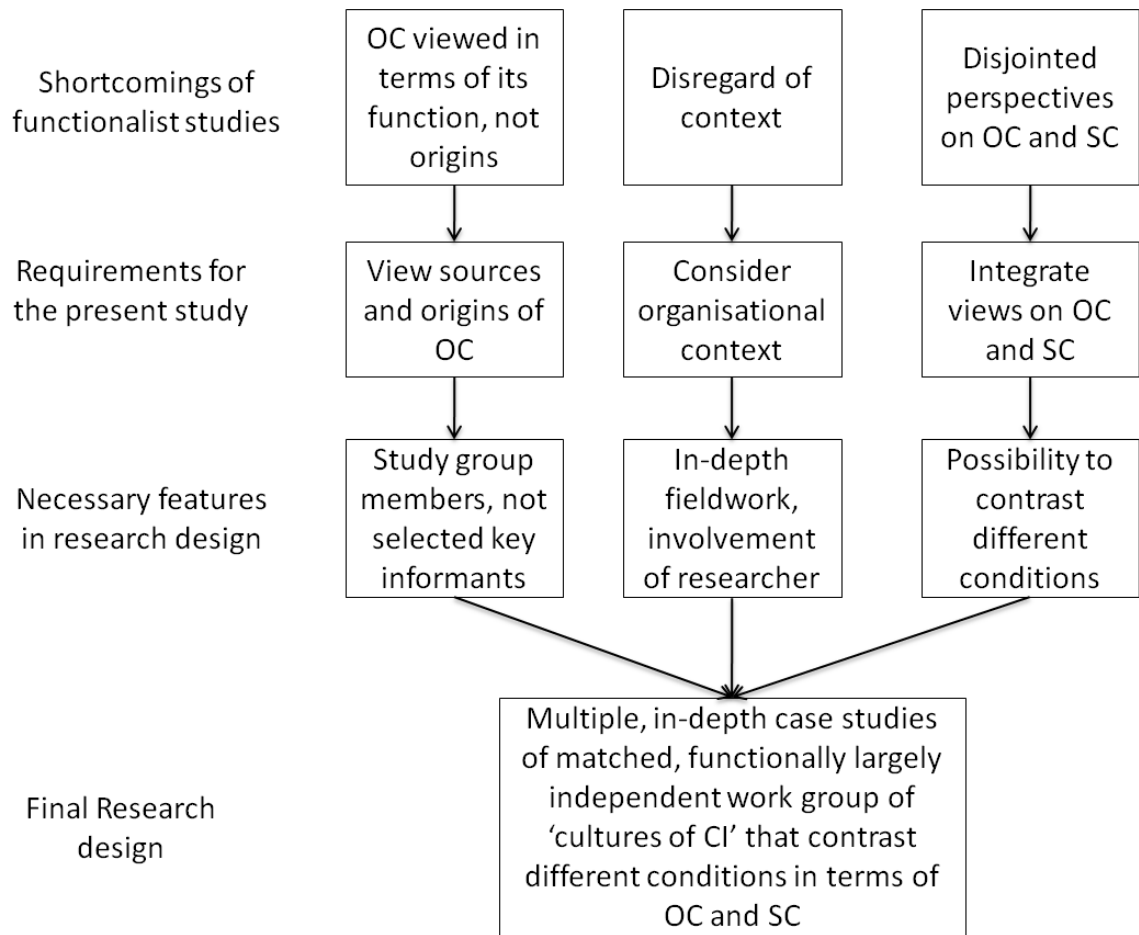 Shortcomings of
functionalist studies
OC viewed in
terms of its
function, not
origins
Disregard of
context
Disjointed
perspectives
on OC and SC
Requirements for
the present study
View sources
and origins of
OC
Consider
organisational
context
Integrate
views on OC
and SC
Necessary features
in research design
Study group
members, not
selected key
informants
In-depth
fieldwork,
involvement
of researcher
Possibility to
contrast
different
conditions
Final Research
design
Multiple, in-depth case studies
of matched, functionally largely
independent work group of
‘cultures of CI’ that contrast
different conditions in terms of
OC and SC